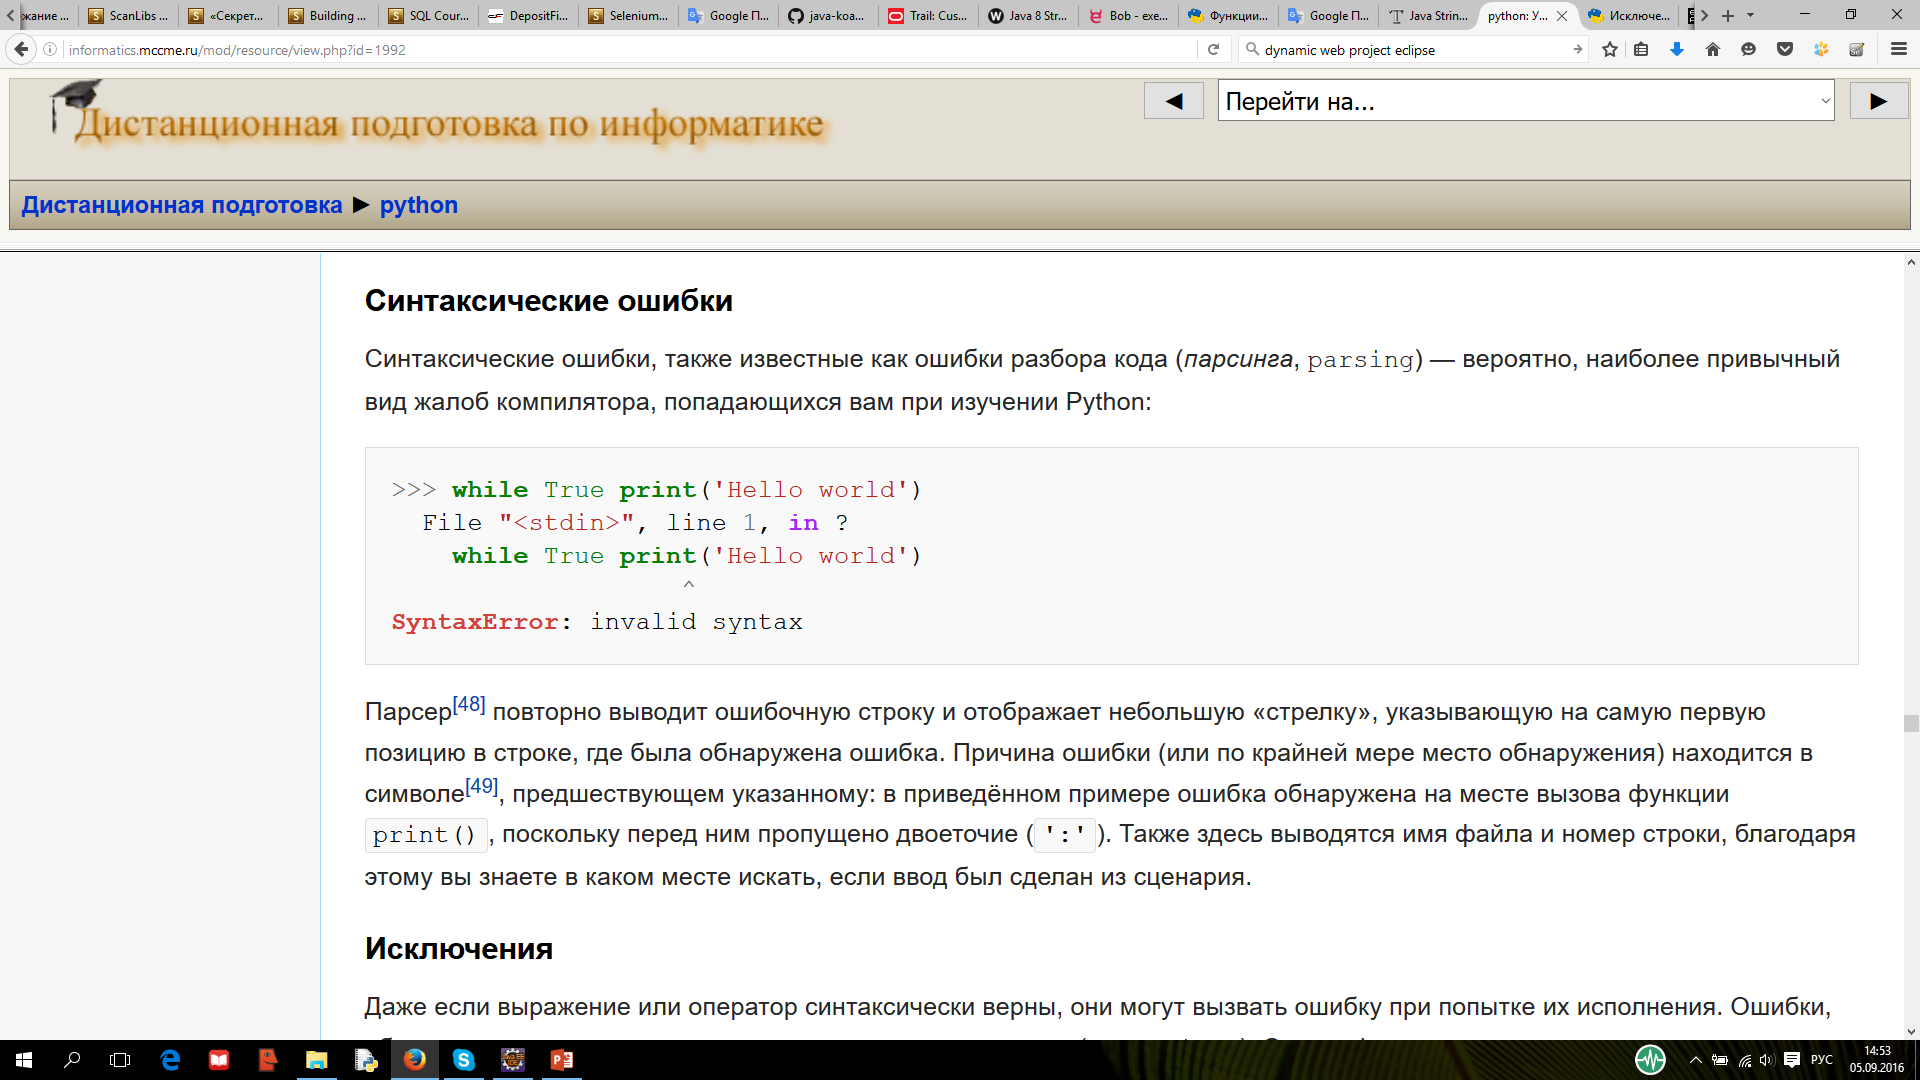 жание ...
ScanLibs ...
«Секрет...
Building ...
SQL Cour...
DepositFi...
Selenium...
Google П...
java-koa...
Trail: Cus...
Java 8 Str...
Bob - exe...
Функции...
Google П...
Java Strin...
python: У...
Исключе...
informatics.mccme.ru/mod/resource/view.php?id=1992
dynamic web project eclipse
Дистанционная подготовка по информатике
Перейти на...
Дистанционная подготовка ► python
Синтаксические ошибки
Синтаксические ошибки, также известные как ошибки разбора кода (парсинга, parsing) — вероятно, наиболее привычный
вид жалоб компилятора, попадающихся вам при изучении Python:
>>> while True print('Hello world')
File "<stdin>", line 1, in ?
while True print('Hello world')
^
SyntaxError: invalid syntax
Парсер[48] повторно выводит ошибочную строку и отображает небольшую «стрелку», указывающую на самую первую
позицию в строке, где была обнаружена ошибка. Причина ошибки (или по крайней мере место обнаружения) находится в
символе[49], предшествующем указанному: в приведённом примере ошибка обнаружена на месте вызова функции
print(), поскольку перед ним пропущено двоеточие (':'). Также здесь выводятся имя файла и номер строки, благодаря
этому вы знаете в каком месте искать, если ввод был сделан из сценария.
Исключения
Даже если выражение или оператор синтаксически верны, они могут вызвать ошибку при попытке их исполнения. Ошибки,
РУС
14:53
05.09.2016